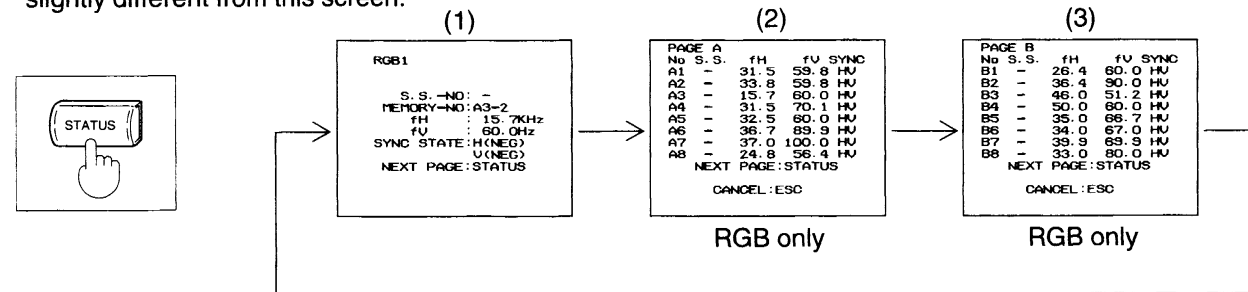 slightly different from this screen.
(1)
(2)
(3)
STATUS
RGB1
S.S.-NO: -
MEMORY-NO:A3-2
fH : 15.7KHz
fV : 60.0Hz
SYNC STATE:H(NEG)
V(NEG)
NEXT PAGE:STATUS
PAGE A
No S.S. fH fV SYNC
A1 - 31.5 59.8 HV
A2 - 33.8 59.8 HV
A3 - 15.7 60.0 HV
A4 - 31.5 70.1 HV
A5 - 32.5 60.0 HV
A6 - 36.7 89.9 HV
A7 - 37.0 100.0 HV
A8 - 24.8 56.4 HV
NEXT PAGE:STATUS
CANCEL:ESC
RGB only
PAGE B
No S.S. fH fV SYNC
B1 - 26.4 60.0 HV
B2 - 36.4 90.0 HV
B3 - 46.0 51.2 HV
B4 - 50.0 60.0 HV
B5 - 35.0 66.7 HV
B6 - 34.0 67.0 HV
B7 - 39.9 69.9 HV
B8 - 33.0 80.0 HV
NEXT PAGE:STATUS
CANCEL:ESC
RGB only